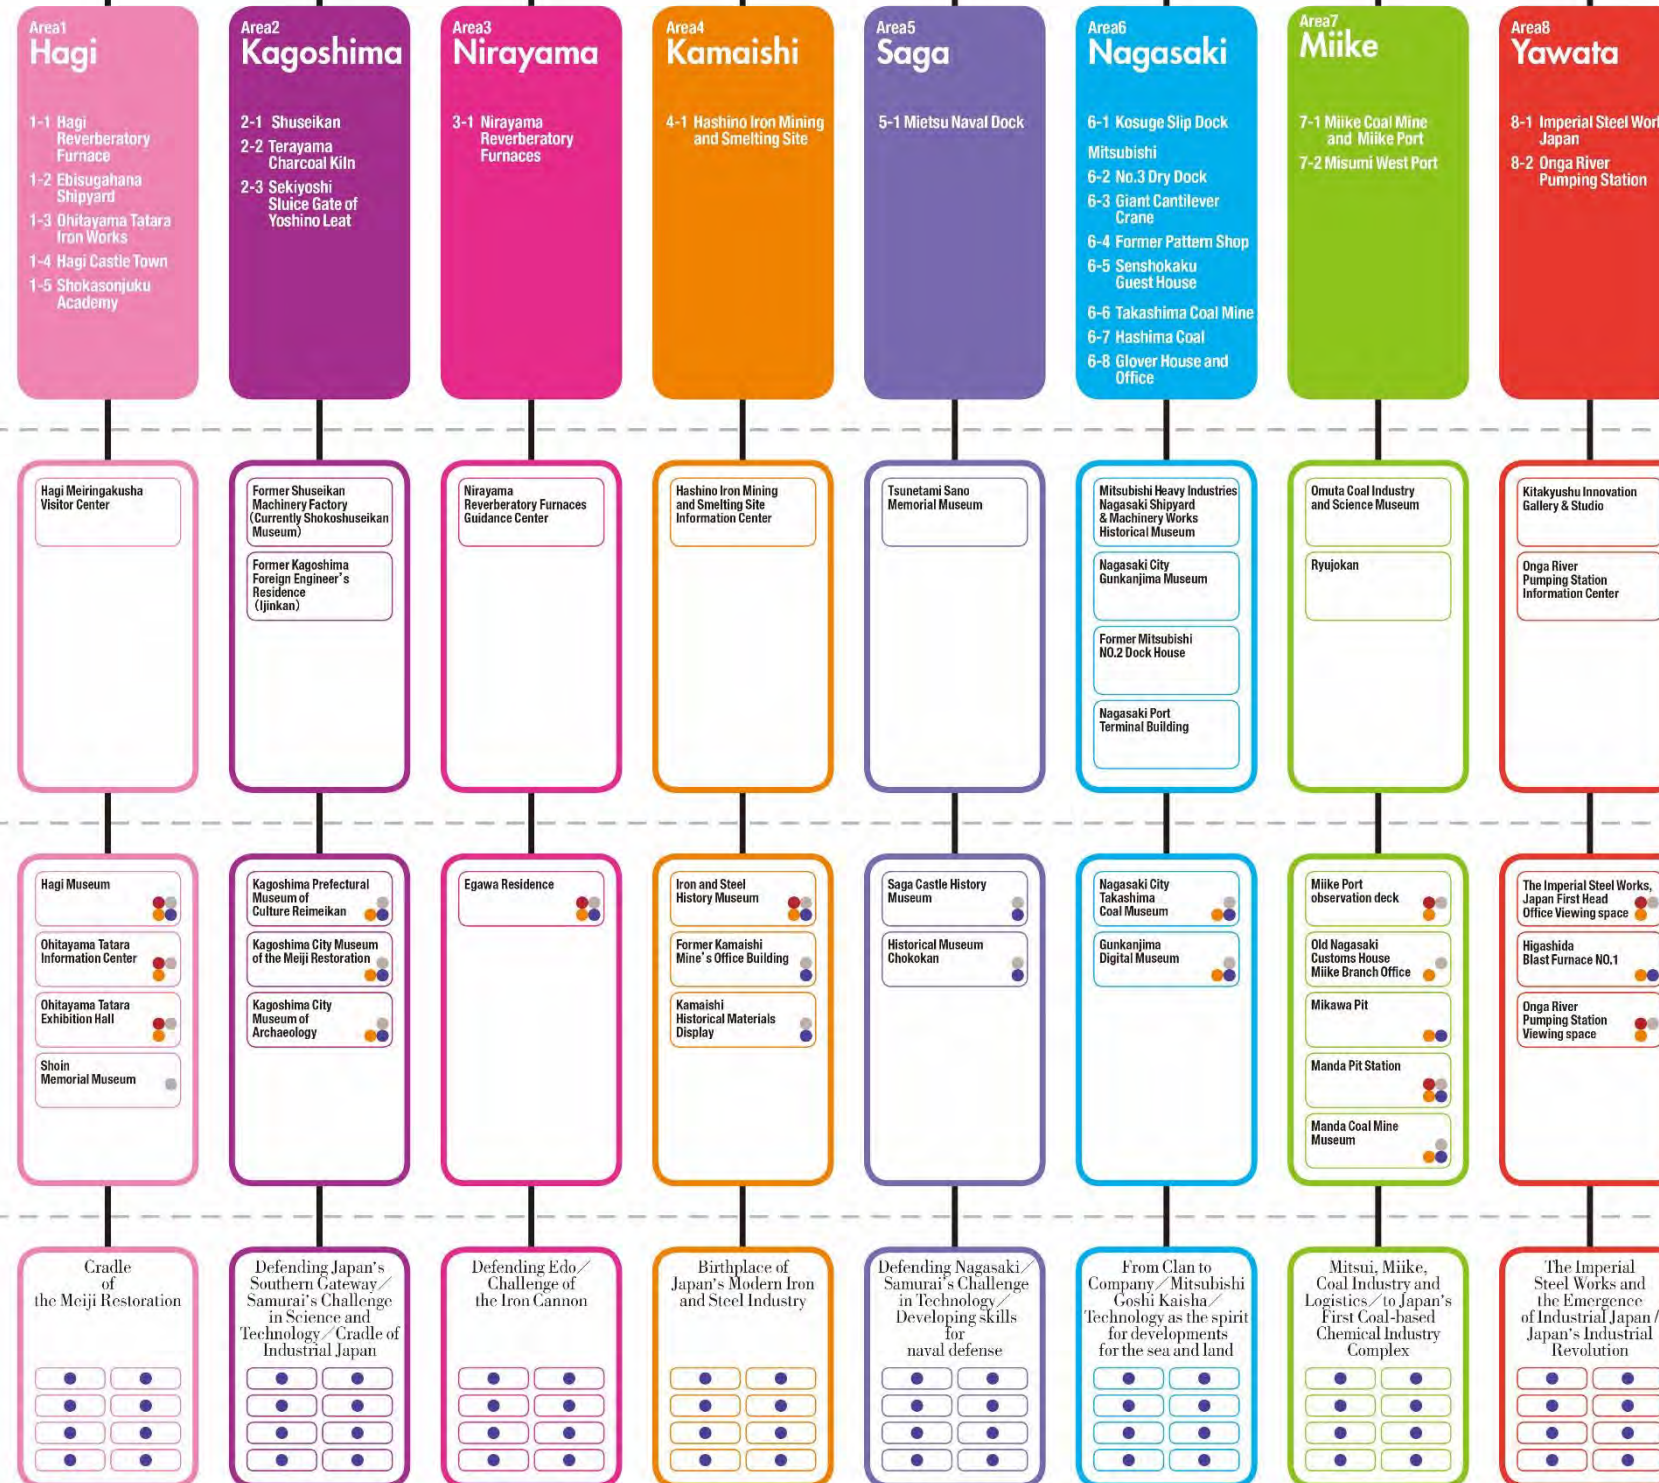 Area1
Hagi
1-1 Hagi
Reverberatory
Furnace
1-2 Ebisugahana
Shipyard
1-3 Ohitayama Tatara
Iron Works
1-4 Hagi Castle Town
1-5 Shokasonjuku
Academy
Area2
Kagoshima
2-1 Shuseikan
2-2 Terayama
Charcoal Kiln
2-3 Sekiyoshi
Sluice Gate of
Yoshino Leat
Area3
Nirayama
3-1 Nirayama
Reverberatory
Furnaces
Area4
Kamaishi
4-1 Hashino Iron Mining
and Smelting Site
Area5
Saga
5-1 Mietsu Naval Dock
Area6
Nagasaki
6-1 Kosuge Slip Dock
Mitsubishi
6-2 No.3 Dry Dock
6-3 Giant Cantilever
Crane
6-4 Former Pattern Shop
6-5 Senshokaku
Guest House
6-6 Takashima Coal Mine
6-7 Hashima Coal
6-8 Glover House and
Office
Area7
Miike
7-1 Miike Coal Mine
and Miike Port
7-2 Misumi West Port
Area8
Yawata
8-1 Imperial Steel
Japan
8-2 Onga River
Pumping Station
Hagi Meiringakusha
Visitor Center
Former Shuseikan
Machinery Factory
(Currently Shokoshuseikan
Museum)
Former Kagoshima
Foreign Engineer's
Residence
(Ijinkan)
Nirayama
Reverberatory Furnaces
Guidance Center
Hashino Iron Mining
and Smelting Site
Information Center
Tsunetami Sano
Memorial Museum
Mitsubishi Heavy Industries
Nagasaki Shipyard
& Machinery Works
Historical Museum
Nagasaki City
Gunkanjima Museum
Former Mitsubishi
NO.2 Dock House
Nagasaki Port
Terminal Building
Omuta Coal Industry
and Science Museum
Ryujokan
Kitakyushu Innovation
Gallery & Studio
Onga River
Pumping Station
Information Center
Hagi Museum
Ohitayama Tatara
Information Center
Ohitayama Tatara
Exhibition Hall
Shoin
Memorial Museum
Kagoshima Prefectural
Museum of
Culture Reimeikan
Kagoshima City Museum
of the Meiji Restoration
Kagoshima City
Museum of
Archaeology
Egawa Residence
Iron and Steel
History Museum
Former Kamaishi
Mine's Office Building
Kamaishi
Historical Materials
Display
Saga Castle History
Museum
Historical Museum
Chokokan
Nagasaki City
Takashima
Coal Museum
Gunkanjima
Digital Museum
Miike Port
observation deck
Old Nagasaki
Customs House
Miike Branch Office
Mikawa Pit
Manda Pit Station
Manda Coal Mine
Museum
The Imperial Steel Works,
Japan First Head
Office Viewing space
Higashida
Blast Furnace NO.1
Onga River
Pumping Station
Viewing space
Cradle
of
the Meiji Restoration
Defending Japan's
Southern Gateway/
Samurai's Challenge
in Science and
Technology/Cradle of
Industrial Japan
Defending Edo/
Challenge of
the Iron Cannon
Birthplace of
Japan's Modern Iron
and Steel Industry
Defending Nagasaki/
Samurai's Challenge
in Technology/
Developing skills
for
naval defense
From Clan to
Company/Mitsubishi
Goshi Kaisha/
Technology as the spirit
for developments
for the sea and land
Mitsui, Miike,
Coal Industry and
Logistics/to Japan's
First Coal-based
Chemical Industry
Complex
The Imperial
Steel Works and
the Emergence
of Industrial Japan/
Japan's Industrial
Revolution